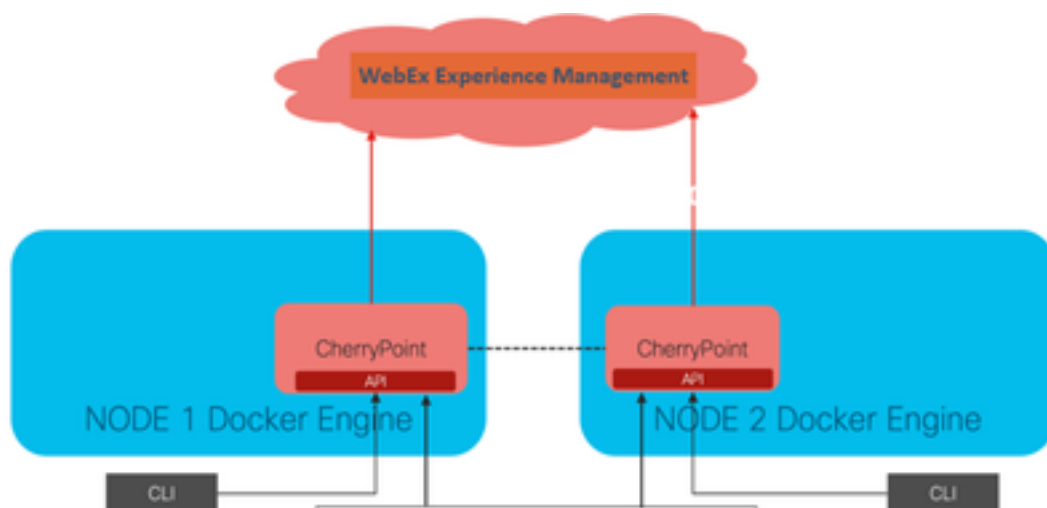 WebEx Experience Management
CherryPoint
API
NODE 1 Docker Engine
CherryPoint
API
NODE 2 Docker Engine
CLI
CLI